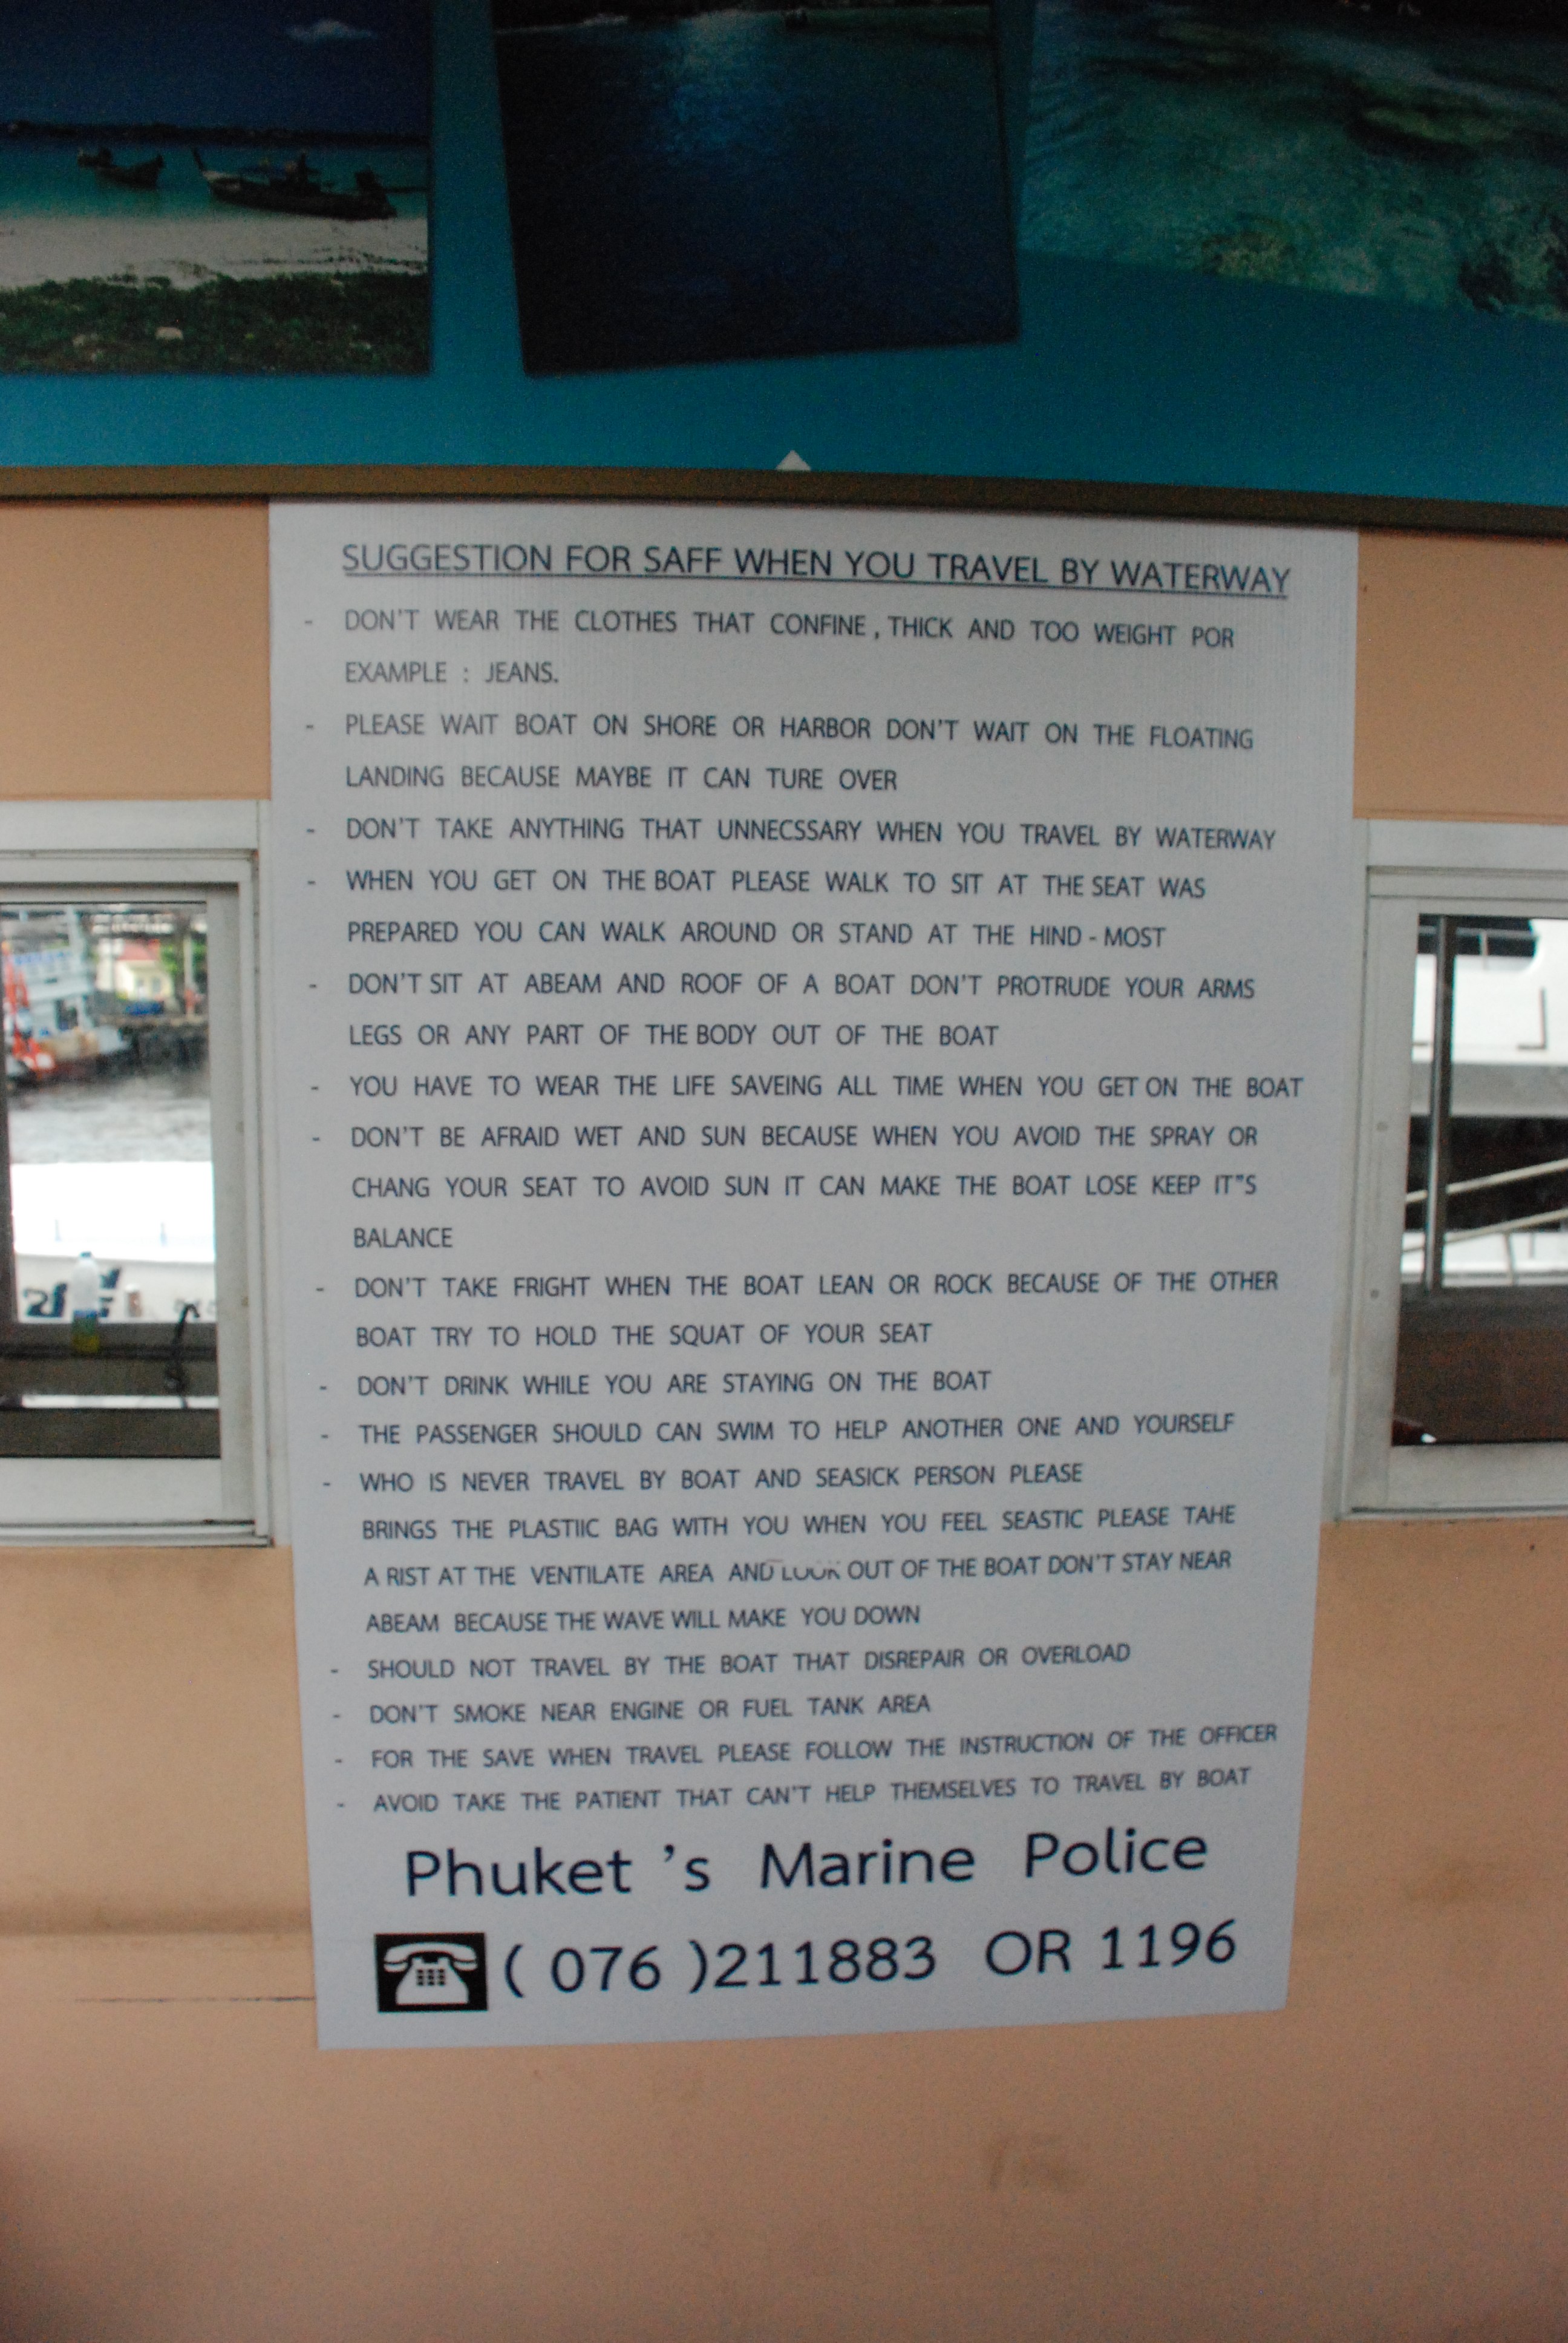 SUGGESTION FOR SAFF WHEN YOU TRAVEL BY WATERWAY
- DON'T WEAR THE CLOTHES THAT CONFINE , THICK AND TOO WEIGHT POR
EXAMPLE : JEANS.
- PLEASE WAIT BOAT ON SHORE OR HARBOR DON'T WAIT ON THE FLOATING
LANDING BECAUSE MAYBE IT CAN TURE OVER
- DON'T TAKE ANYTHING THAT UNNECSSARY WHEN YOU TRAVEL BY WATERWAY
- WHEN YOU GET ON THE BOAT PLEASE WALK TO SIT AT THE SEAT WAS
PREPARED YOU CAN WALK AROUND OR STAND AT THE HIND - MOST
- DON'T SIT AT ABEAM AND ROOF OF A BOAT DON'T PROTRUDE YOUR ARMS
LEGS OR ANY PART OF THE BODY OUT OF THE BOAT
- YOU HAVE TO WEAR THE LIFE SAVEING ALL TIME WHEN YOU GET ON THE BOAT
- DON'T BE AFRAID WET AND SUN BECAUSE WHEN YOU AVOID THE SPRAY OR
CHANG YOUR SEAT TO AVOID SUN IT CAN MAKE THE BOAT LOSE KEEP IT"S
BALANCE
- DON'T TAKE FRIGHT WHEN THE BOAT LEAN OR ROCK BECAUSE OF THE OTHER
BOAT TRY TO HOLD THE SQUAT OF YOUR SEAT
- DON'T DRINK WHILE YOU ARE STAYING ON THE BOAT
- THE PASSENGER SHOULD CAN SWIM TO HELP ANOTHER ONE AND YOURSELF
- WHO IS NEVER TRAVEL BY BOAT AND SEASICK PERSON PLEASE
BRINGS THE PLASTIIC BAG WITH YOU WHEN YOU FEEL SEASTIC PLEASE TAHE
A RIST AT THE VENTILATE AREA AND LOOK OUT OF THE BOAT DON'T STAY NEAR
ABEAM BECAUSE THE WAVE WILL MAKE YOU DOWN
- SHOULD NOT TRAVEL BY THE BOAT THAT DISREPAIR OR OVERLOAD
- DON'T SMOKE NEAR ENGINE OR FUEL TANK AREA
- FOR THE SAVE WHEN TRAVEL PLEASE FOLLOW THE INSTRUCTION OF THE OFFICER
- AVOID TAKE THE PATIENT THAT CAN'T HELP THEMSELVES TO TRAVEL BY BOAT
Phuket 's Marine Police
( 076 )211883 OR 1196